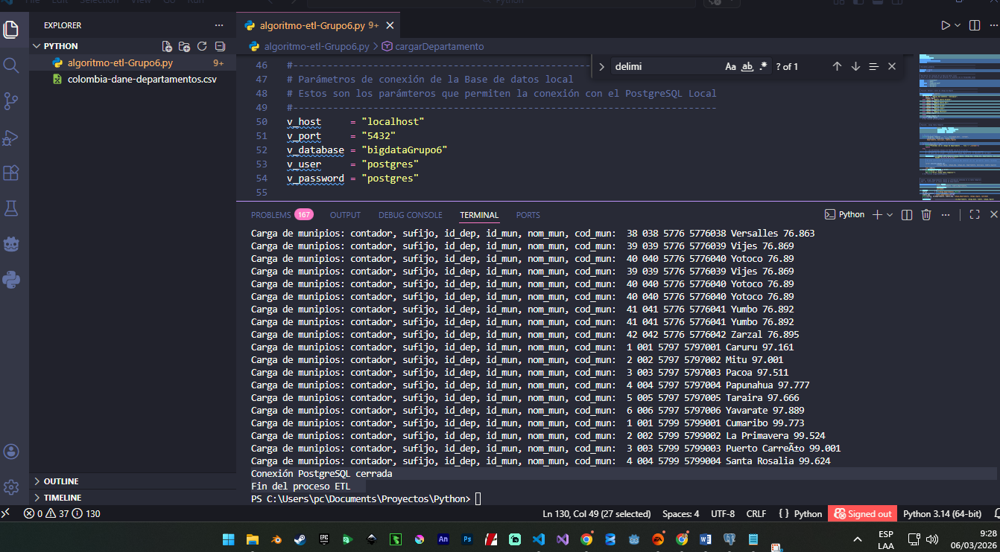 File Edit Selection View Go Run
Python
EXPLORER
algoritmo-etl-Grupo6.py 9+
PYTHON
algoritmo-etl-Grupo6.py 9+
colombia-dane-departamentos.csv
algoritmo-etl-Grupo6.py > cargarDepartamento
delimi
Aa ab .* ? of 1
46 #---------------------------------------------------
47 # Parámetros de conexión de la Base de datos local
48 # Estos son los parámteros que permiten la conexión con el PostgreSQL Local
49 #-------------------------------------------------------------------------
50 v_host = "localhost"
51 v_port = "5432"
52 v_database = "bigdataGrupo6"
53 v_user = "postgres"
54 v_password = "postgres"
55
PROBLEMS 167 OUTPUT DEBUG CONSOLE TERMINAL PORTS
Python
Carga de munipios: contador, sufijo, id_dep, id_mun, nom_mun, cod_mun: 38 038 5776 5776038 Versalles 76.863
Carga de munipios: contador, sufijo, id_dep, id_mun, nom_mun, cod_mun: 39 039 5776 5776039 Vijes 76.869
Carga de munipios: contador, sufijo, id_dep, id_mun, nom_mun, cod_mun: 40 040 5776 5776040 Yotoco 76.89
Carga de munipios: contador, sufijo, id_dep, id_mun, nom_mun, cod_mun: 39 039 5776 5776039 Vijes 76.869
Carga de munipios: contador, sufijo, id_dep, id_mun, nom_mun, cod_mun: 40 040 5776 5776040 Yotoco 76.89
Carga de munipios: contador, sufijo, id_dep, id_mun, nom_mun, cod_mun: 40 040 5776 5776040 Yotoco 76.89
Carga de munipios: contador, sufijo, id_dep, id_mun, nom_mun, cod_mun: 41 041 5776 5776041 Yumbo 76.892
Carga de munipios: contador, sufijo, id_dep, id_mun, nom_mun, cod_mun: 41 041 5776 5776041 Yumbo 76.892
Carga de munipios: contador, sufijo, id_dep, id_mun, nom_mun, cod_mun: 42 042 5776 5776042 Zarzal 76.895
Carga de munipios: contador, sufijo, id_dep, id_mun, nom_mun, cod_mun: 1 001 5797 5797001 Caruru 97.161
Carga de munipios: contador, sufijo, id_dep, id_mun, nom_mun, cod_mun: 2 002 5797 5797002 Mitu 97.001
Carga de munipios: contador, sufijo, id_dep, id_mun, nom_mun, cod_mun: 3 003 5797 5797003 Pacoa 97.511
Carga de munipios: contador, sufijo, id_dep, id_mun, nom_mun, cod_mun: 4 004 5797 5797004 Papunahua 97.777
Carga de munipios: contador, sufijo, id_dep, id_mun, nom_mun, cod_mun: 5 005 5797 5797005 Taraira 97.666
Carga de munipios: contador, sufijo, id_dep, id_mun, nom_mun, cod_mun: 6 006 5797 5797006 Yavarate 97.889
Carga de munipios: contador, sufijo, id_dep, id_mun, nom_mun, cod_mun: 1 001 5799 5799001 Cumaribo 99.773
Carga de munipios: contador, sufijo, id_dep, id_mun, nom_mun, cod_mun: 2 002 5799 5799002 La Primavera 99.524
Carga de munipios: contador, sufijo, id_dep, id_mun, nom_mun, cod_mun: 3 003 5799 5799003 Puerto CarreÃ±o 99.001
Carga de munipios: contador, sufijo, id_dep, id_mun, nom_mun, cod_mun: 4 004 5799 5799004 Santa Rosalia 99.624
Conexión PostgreSQL cerrada
Fin del proceso ETL
PS C:\Users\pc\Documents\Proyectos\Python>
OUTLINE
TIMELINE
0 37 130
Ln 130, Col 49 (27 selected) Spaces: 4 UTF-8 CRLF { } Python Signed out Python 3.14 (64-bit)
EPIC An Ps
ESP
LAA
9:28
06/03/2026